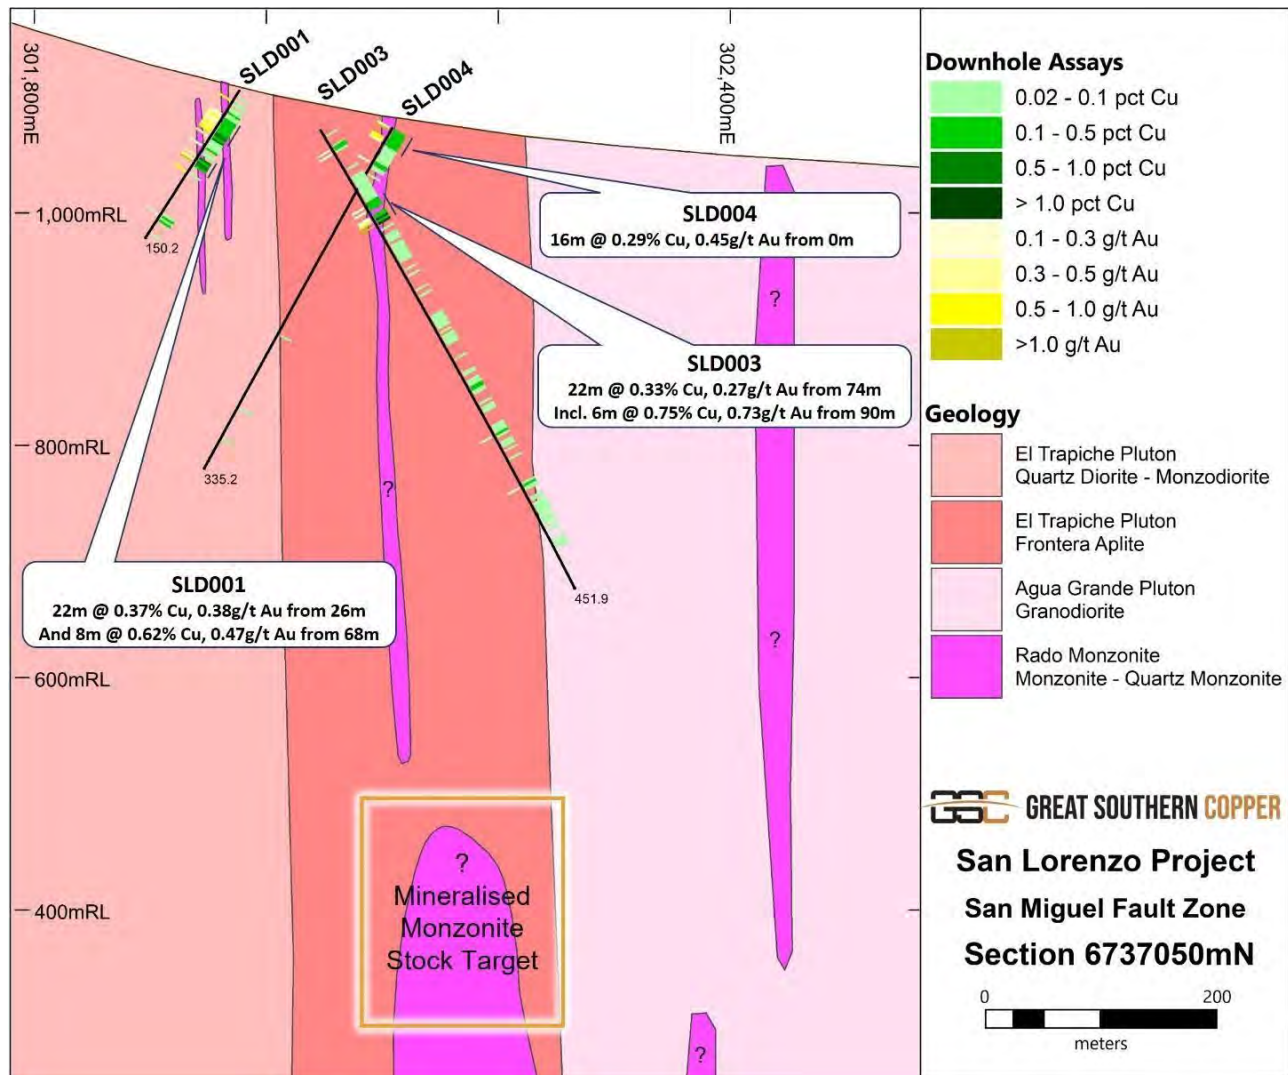 301,800mE
302,400mE
SLD001
SLD003
SLD004
1,000mRL
800mRL
600mRL
400mRL
150.2
335.2
451.9
SLD004
16m @ 0.29% Cu, 0.45g/t Au from 0m
SLD003
22m @ 0.33% Cu, 0.27g/t Au from 74m
Incl. 6m @ 0.75% Cu, 0.73g/t Au from 90m
SLD001
22m @ 0.37% Cu, 0.38g/t Au from 26m
And 8m @ 0.62% Cu, 0.47g/t Au from 68m
?
?
?
?
Mineralised
Monzonite
Stock Target
?
Downhole Assays
0.02 - 0.1 pct Cu
0.1 - 0.5 pct Cu
0.5 - 1.0 pct Cu
> 1.0 pct Cu
0.1 - 0.3 g/t Au
0.3 - 0.5 g/t Au
0.5 - 1.0 g/t Au
>1.0 g/t Au
Geology
El Trapiche Pluton
Quartz Diorite - Monzodiorite
El Trapiche Pluton
Frontera Aplite
Agua Grande Pluton
Granodiorite
Rado Monzonite
Monzonite - Quartz Monzonite
GSC GREAT SOUTHERN COPPER
San Lorenzo Project
San Miguel Fault Zone
Section 6737050mN
0 200
meters